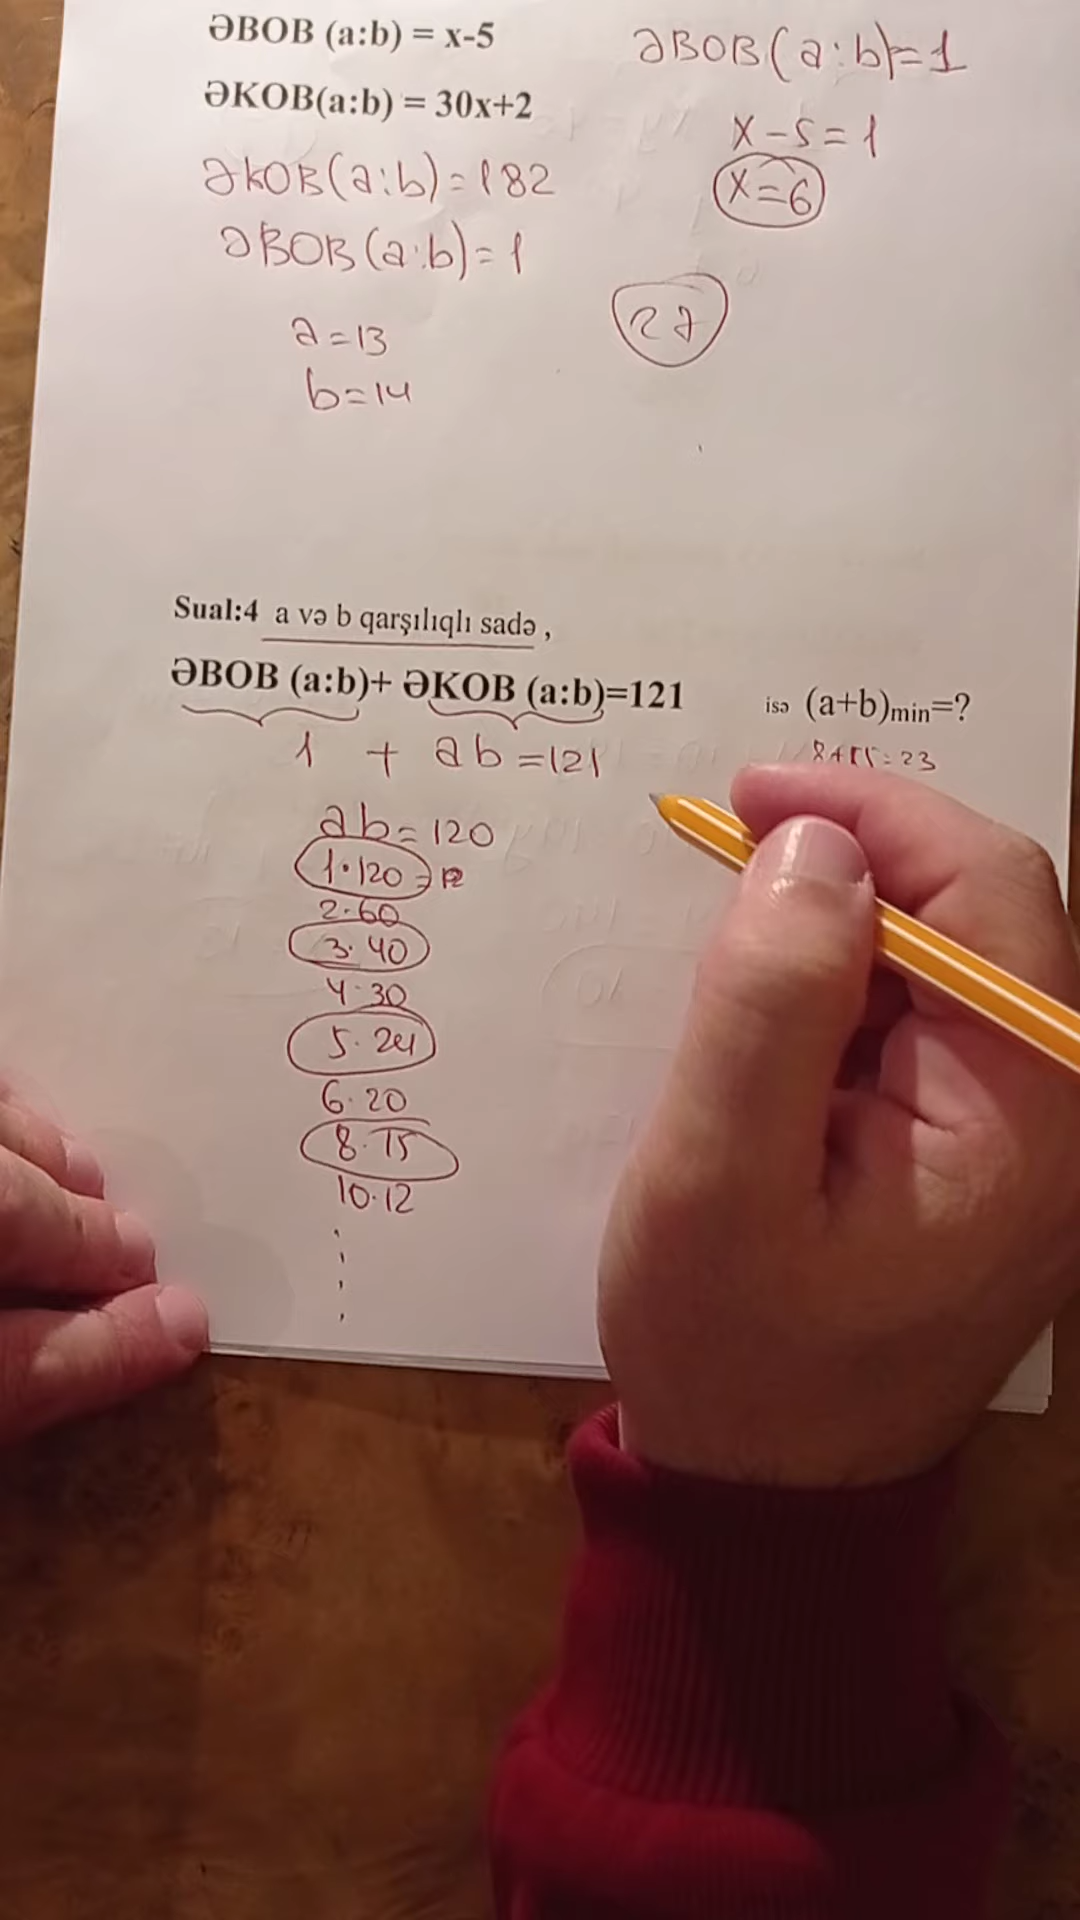 ƏBOB (a:b) = x-5
ƏBOB(a:b)=1
ƏKOB(a:b) = 30x+2
x-5=1
ƏKOB(a:b)=182
x=6
ƏBOB(a:b)=1
27
a=13
b=14
Sual:4 a və b qarşılıqlı sadə ,
ƏBOB (a:b)+ ƏKOB (a:b)=121 isə (a+b)min=?
1 + ab=121
8+15=23
ab=120
1·120=
2·60
3·40
4·30
5·24
6·20
8·15
10·12